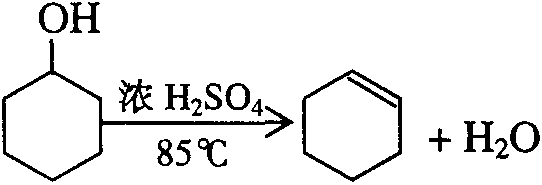 OH
浓 H₂SO₄
85℃
+ H₂O